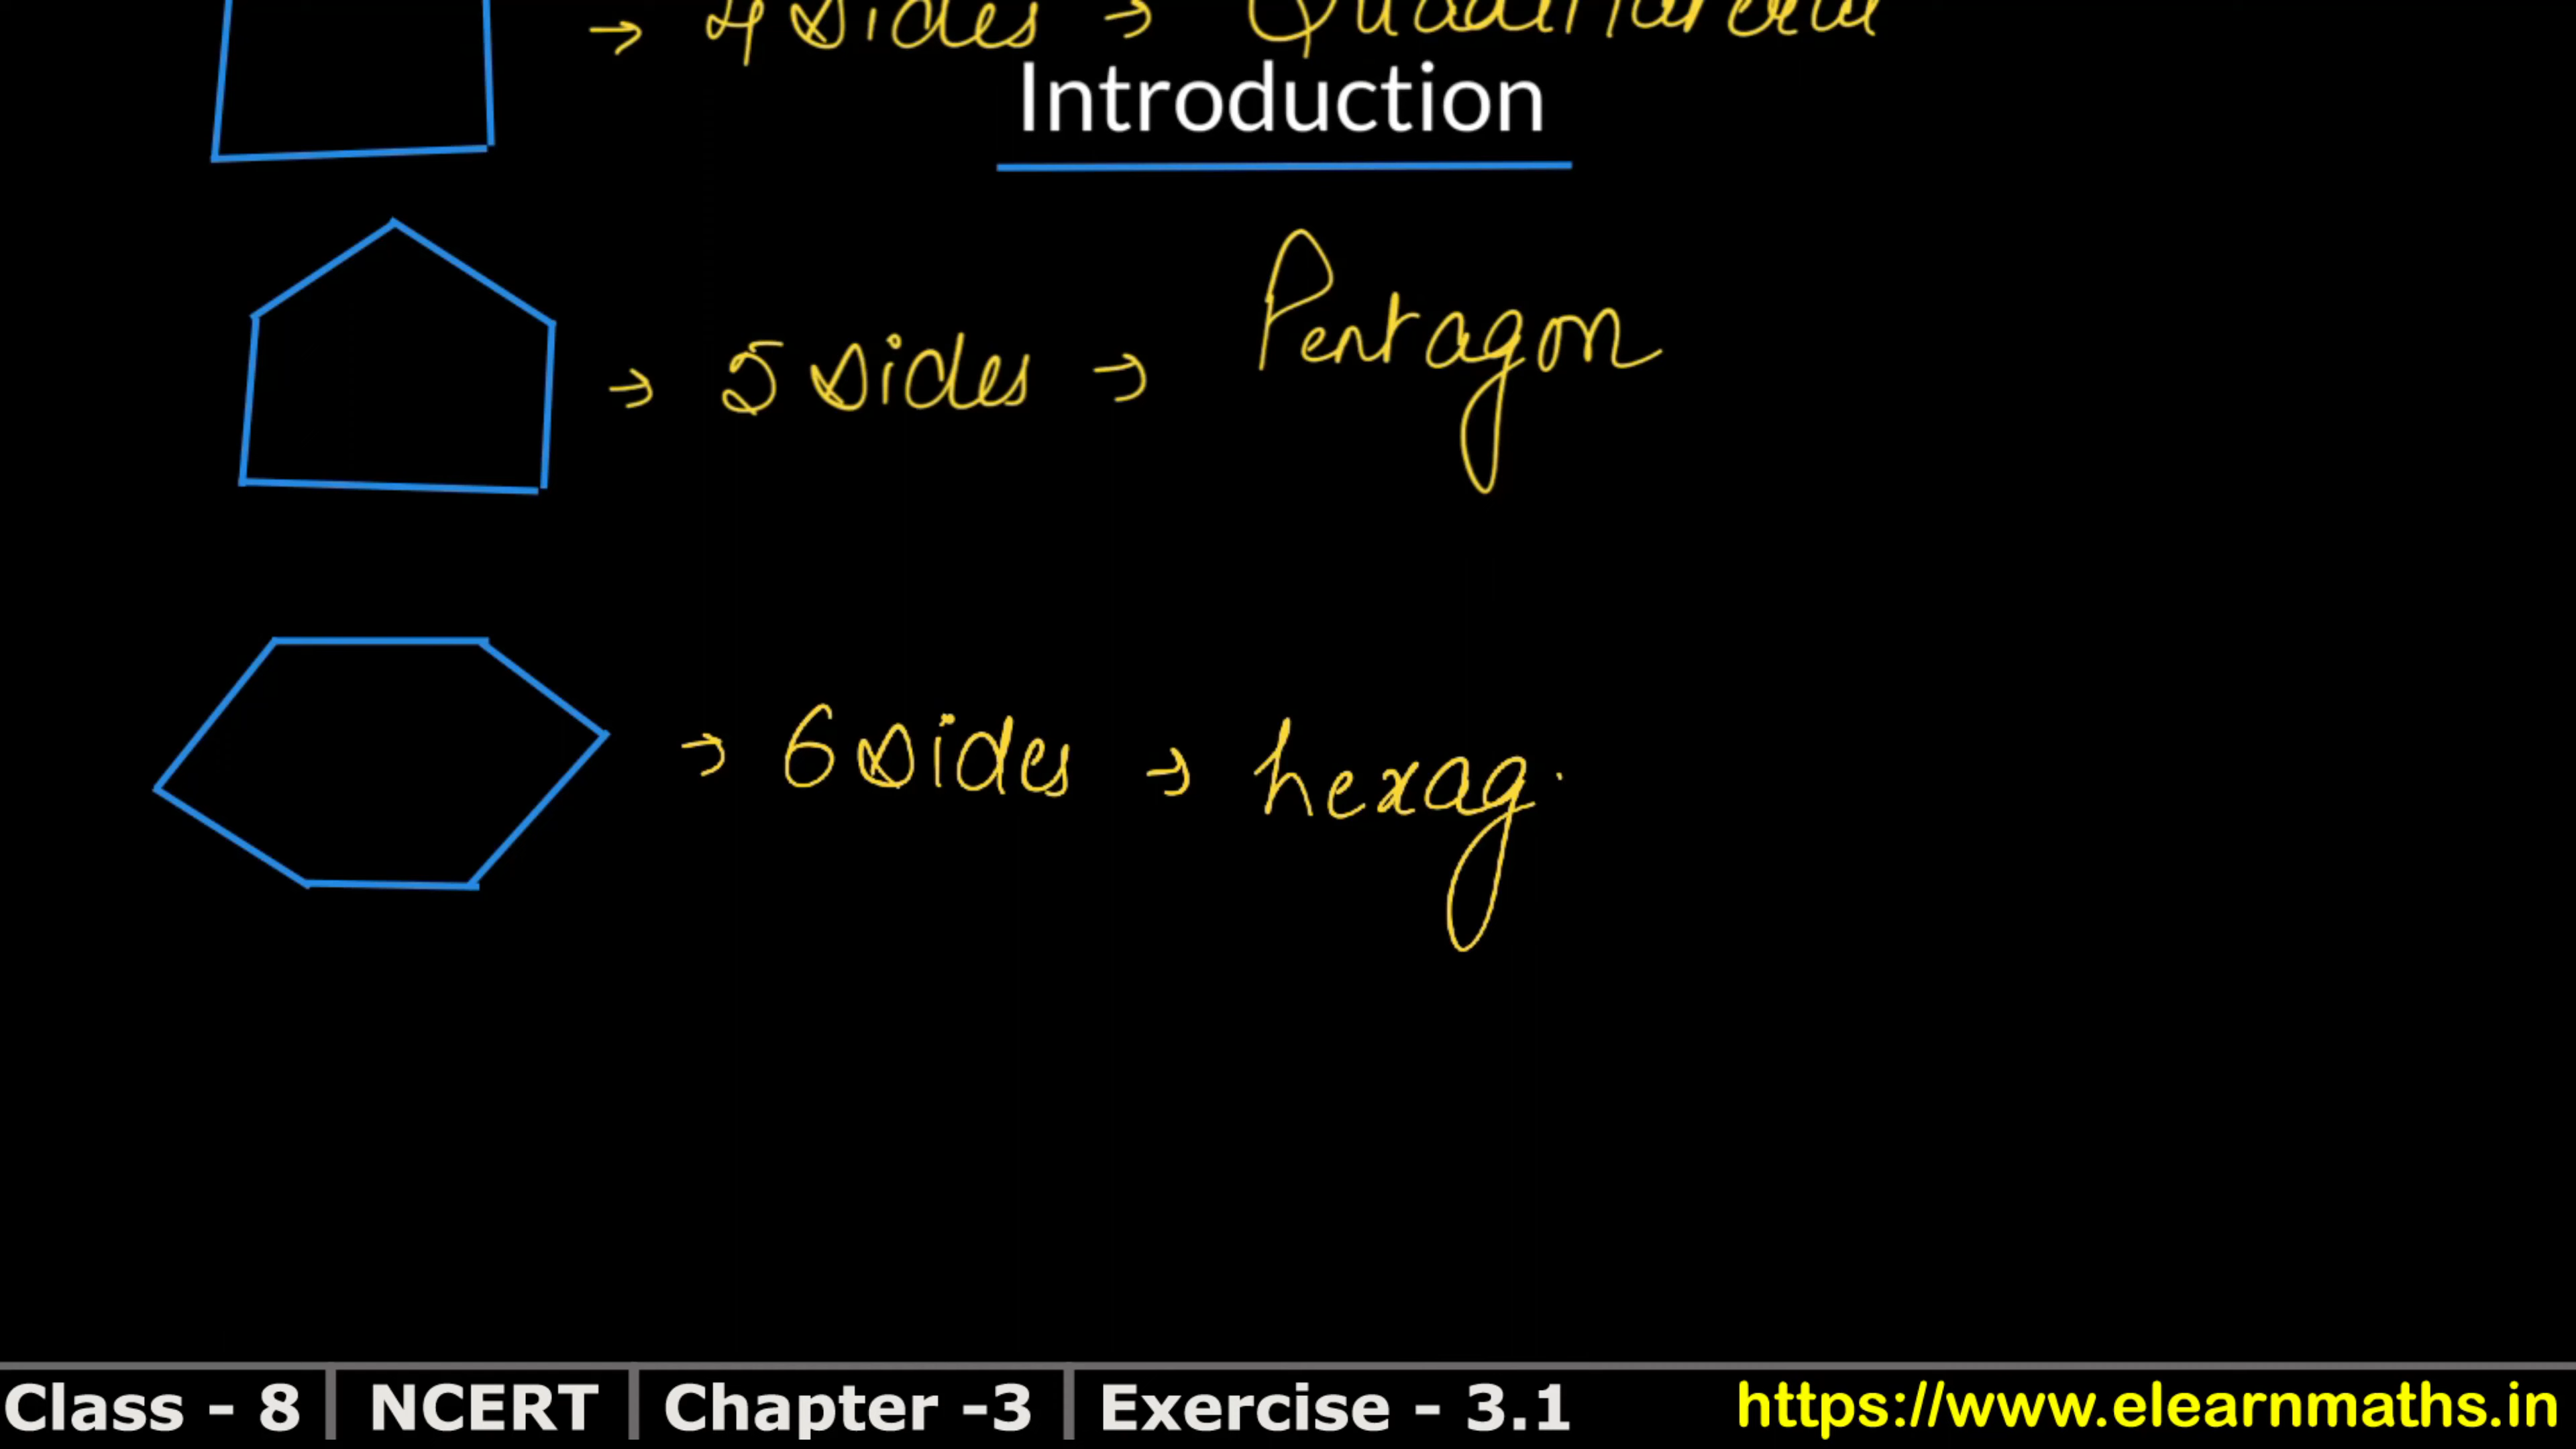 → 4 sides → Quadrilateral
Introduction
→ 5 sides → Pentagon
→ 6 sides → hexag
Class - 8 | NCERT | Chapter -3 | Exercise - 3.1 https://www.elearnmaths.in